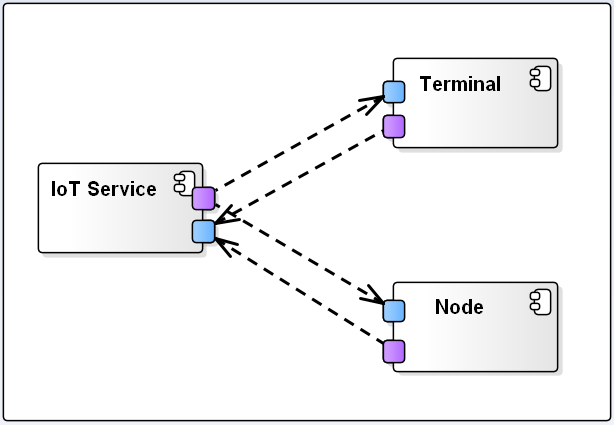 Terminal
IoT Service
Node